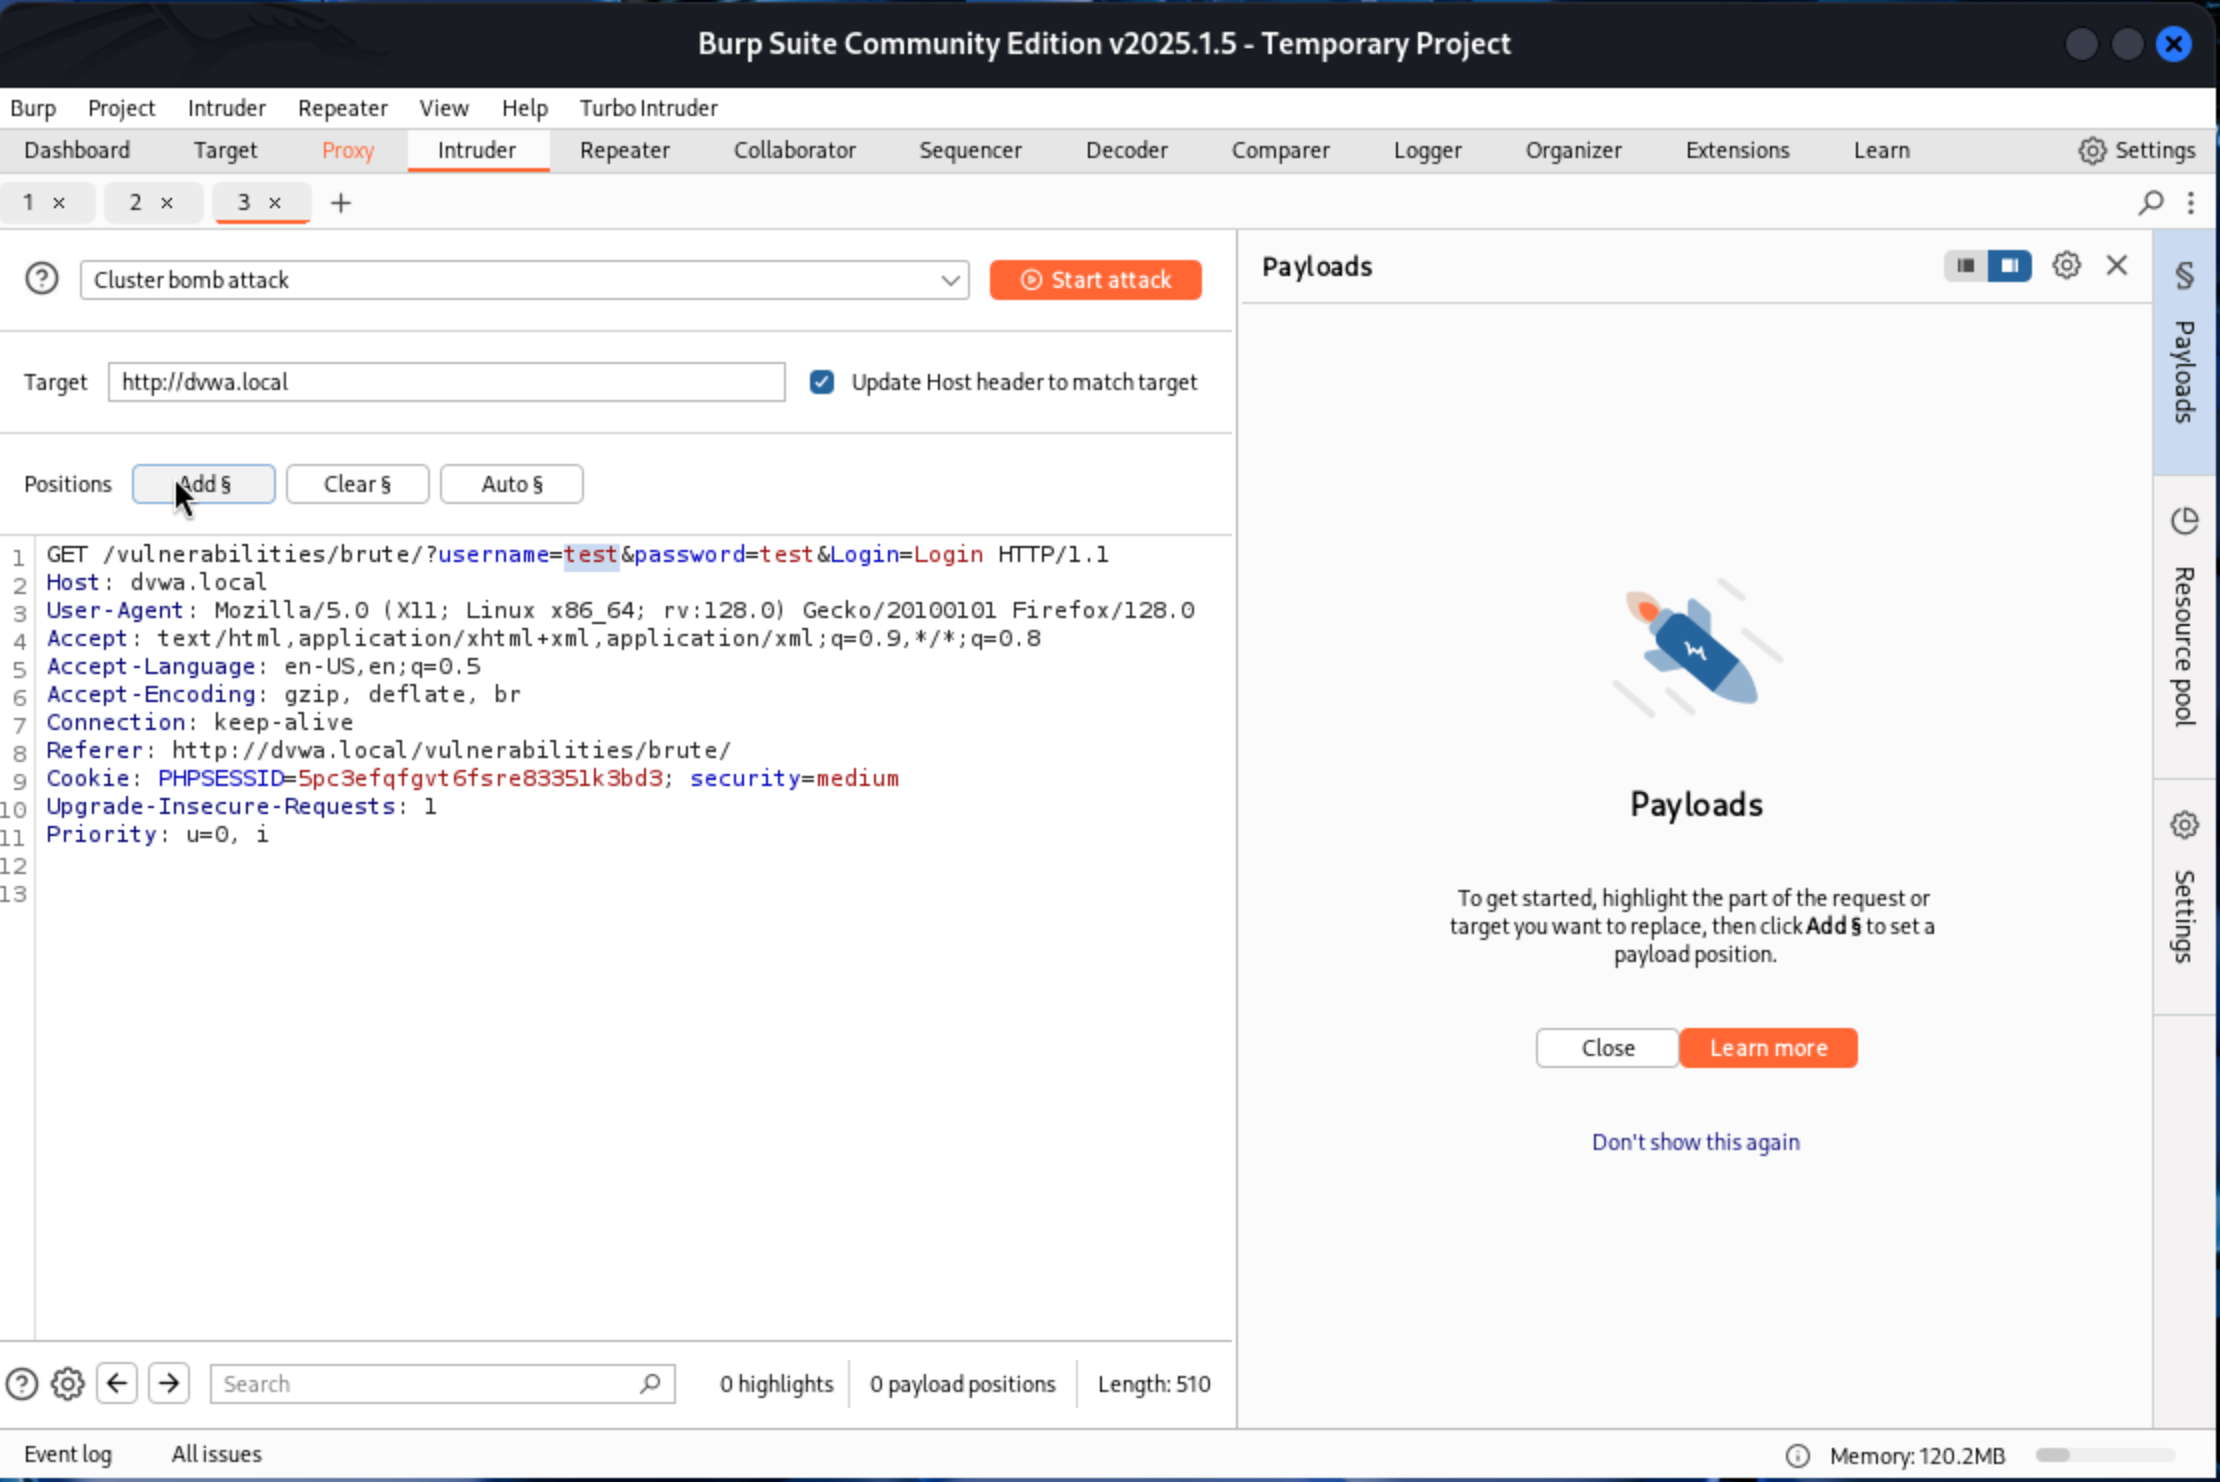 Burp Suite Community Edition v2025.1.5 - Temporary Project
Burp Project Intruder Repeater View Help Turbo Intruder
Dashboard Target Proxy Intruder Repeater Collaborator Sequencer Decoder Comparer Logger Organizer Extensions Learn Settings
1 × 2 × 3 × +
Cluster bomb attack
Start attack
Target http://dvwa.local Update Host header to match target
Positions Add § Clear § Auto §
1 GET /vulnerabilities/brute/?username=test&password=test&Login=Login HTTP/1.1
2 Host: dvwa.local
3 User-Agent: Mozilla/5.0 (X11; Linux x86_64; rv:128.0) Gecko/20100101 Firefox/128.0
4 Accept: text/html,application/xhtml+xml,application/xml;q=0.9,*/*;q=0.8
5 Accept-Language: en-US,en;q=0.5
6 Accept-Encoding: gzip, deflate, br
7 Connection: keep-alive
8 Referer: http://dvwa.local/vulnerabilities/brute/
9 Cookie: PHPSESSID=5pc3efqfgvt6fsre8335lk3bd3; security=medium
10 Upgrade-Insecure-Requests: 1
11 Priority: u=0, i
12
13
Search 0 highlights 0 payload positions Length: 510
Payloads
Payloads
To get started, highlight the part of the request or
target you want to replace, then click Add § to set a
payload position.
Close Learn more
Don't show this again
§ Payloads
Resource pool
Settings
Event log All issues Memory: 120.2MB